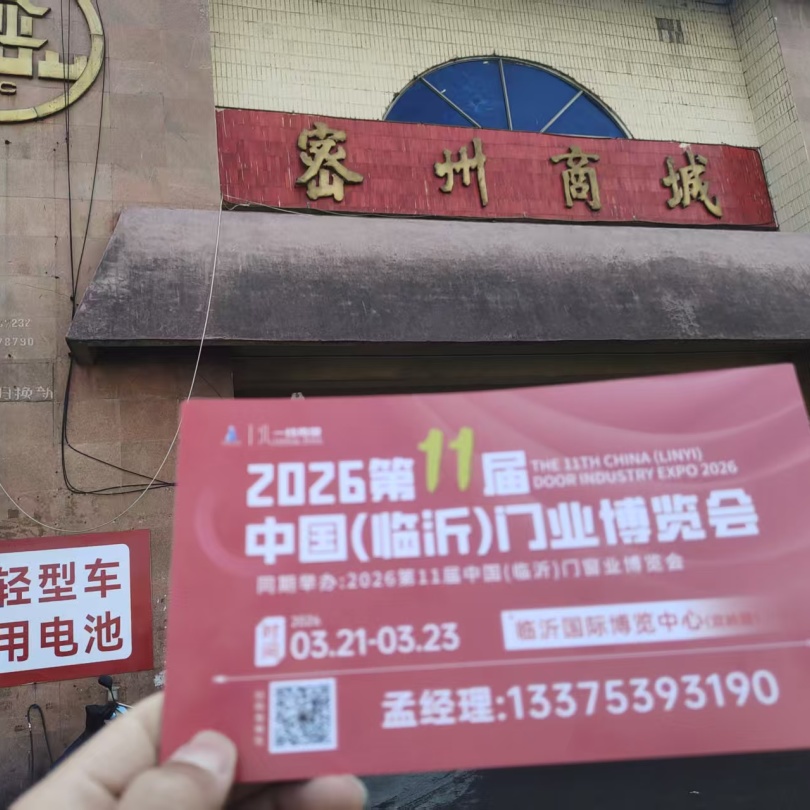 密州商城
轻型车
用电池
2026第11届
THE 11TH CHINA (LINYI)
DOOR INDUSTRY EXPO 2026
中国(临沂)门业博览会
同期举办:2026第11届中国(临沂)门窗业博览会
时间
2026
03.21-03.23
临沂国际博览中心
孟经理:13375393190